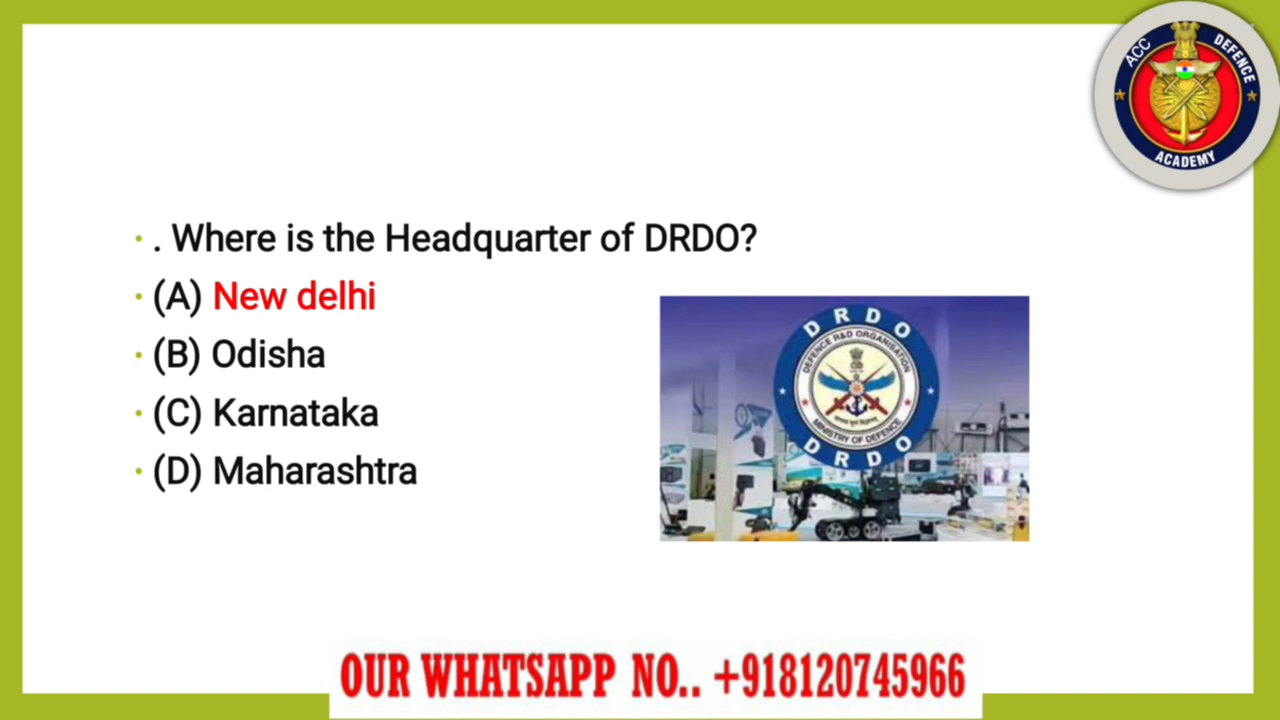 ACC DEFENCE
ACADEMY
. Where is the Headquarter of DRDO?
(A) New delhi
(B) Odisha
(C) Karnataka
(D) Maharashtra
DRDO
DEFENCE R&D ORGANISATION
MINISTRY OF DEFENCE
DRDO
OUR WHATSAPP NO.. +918120745966